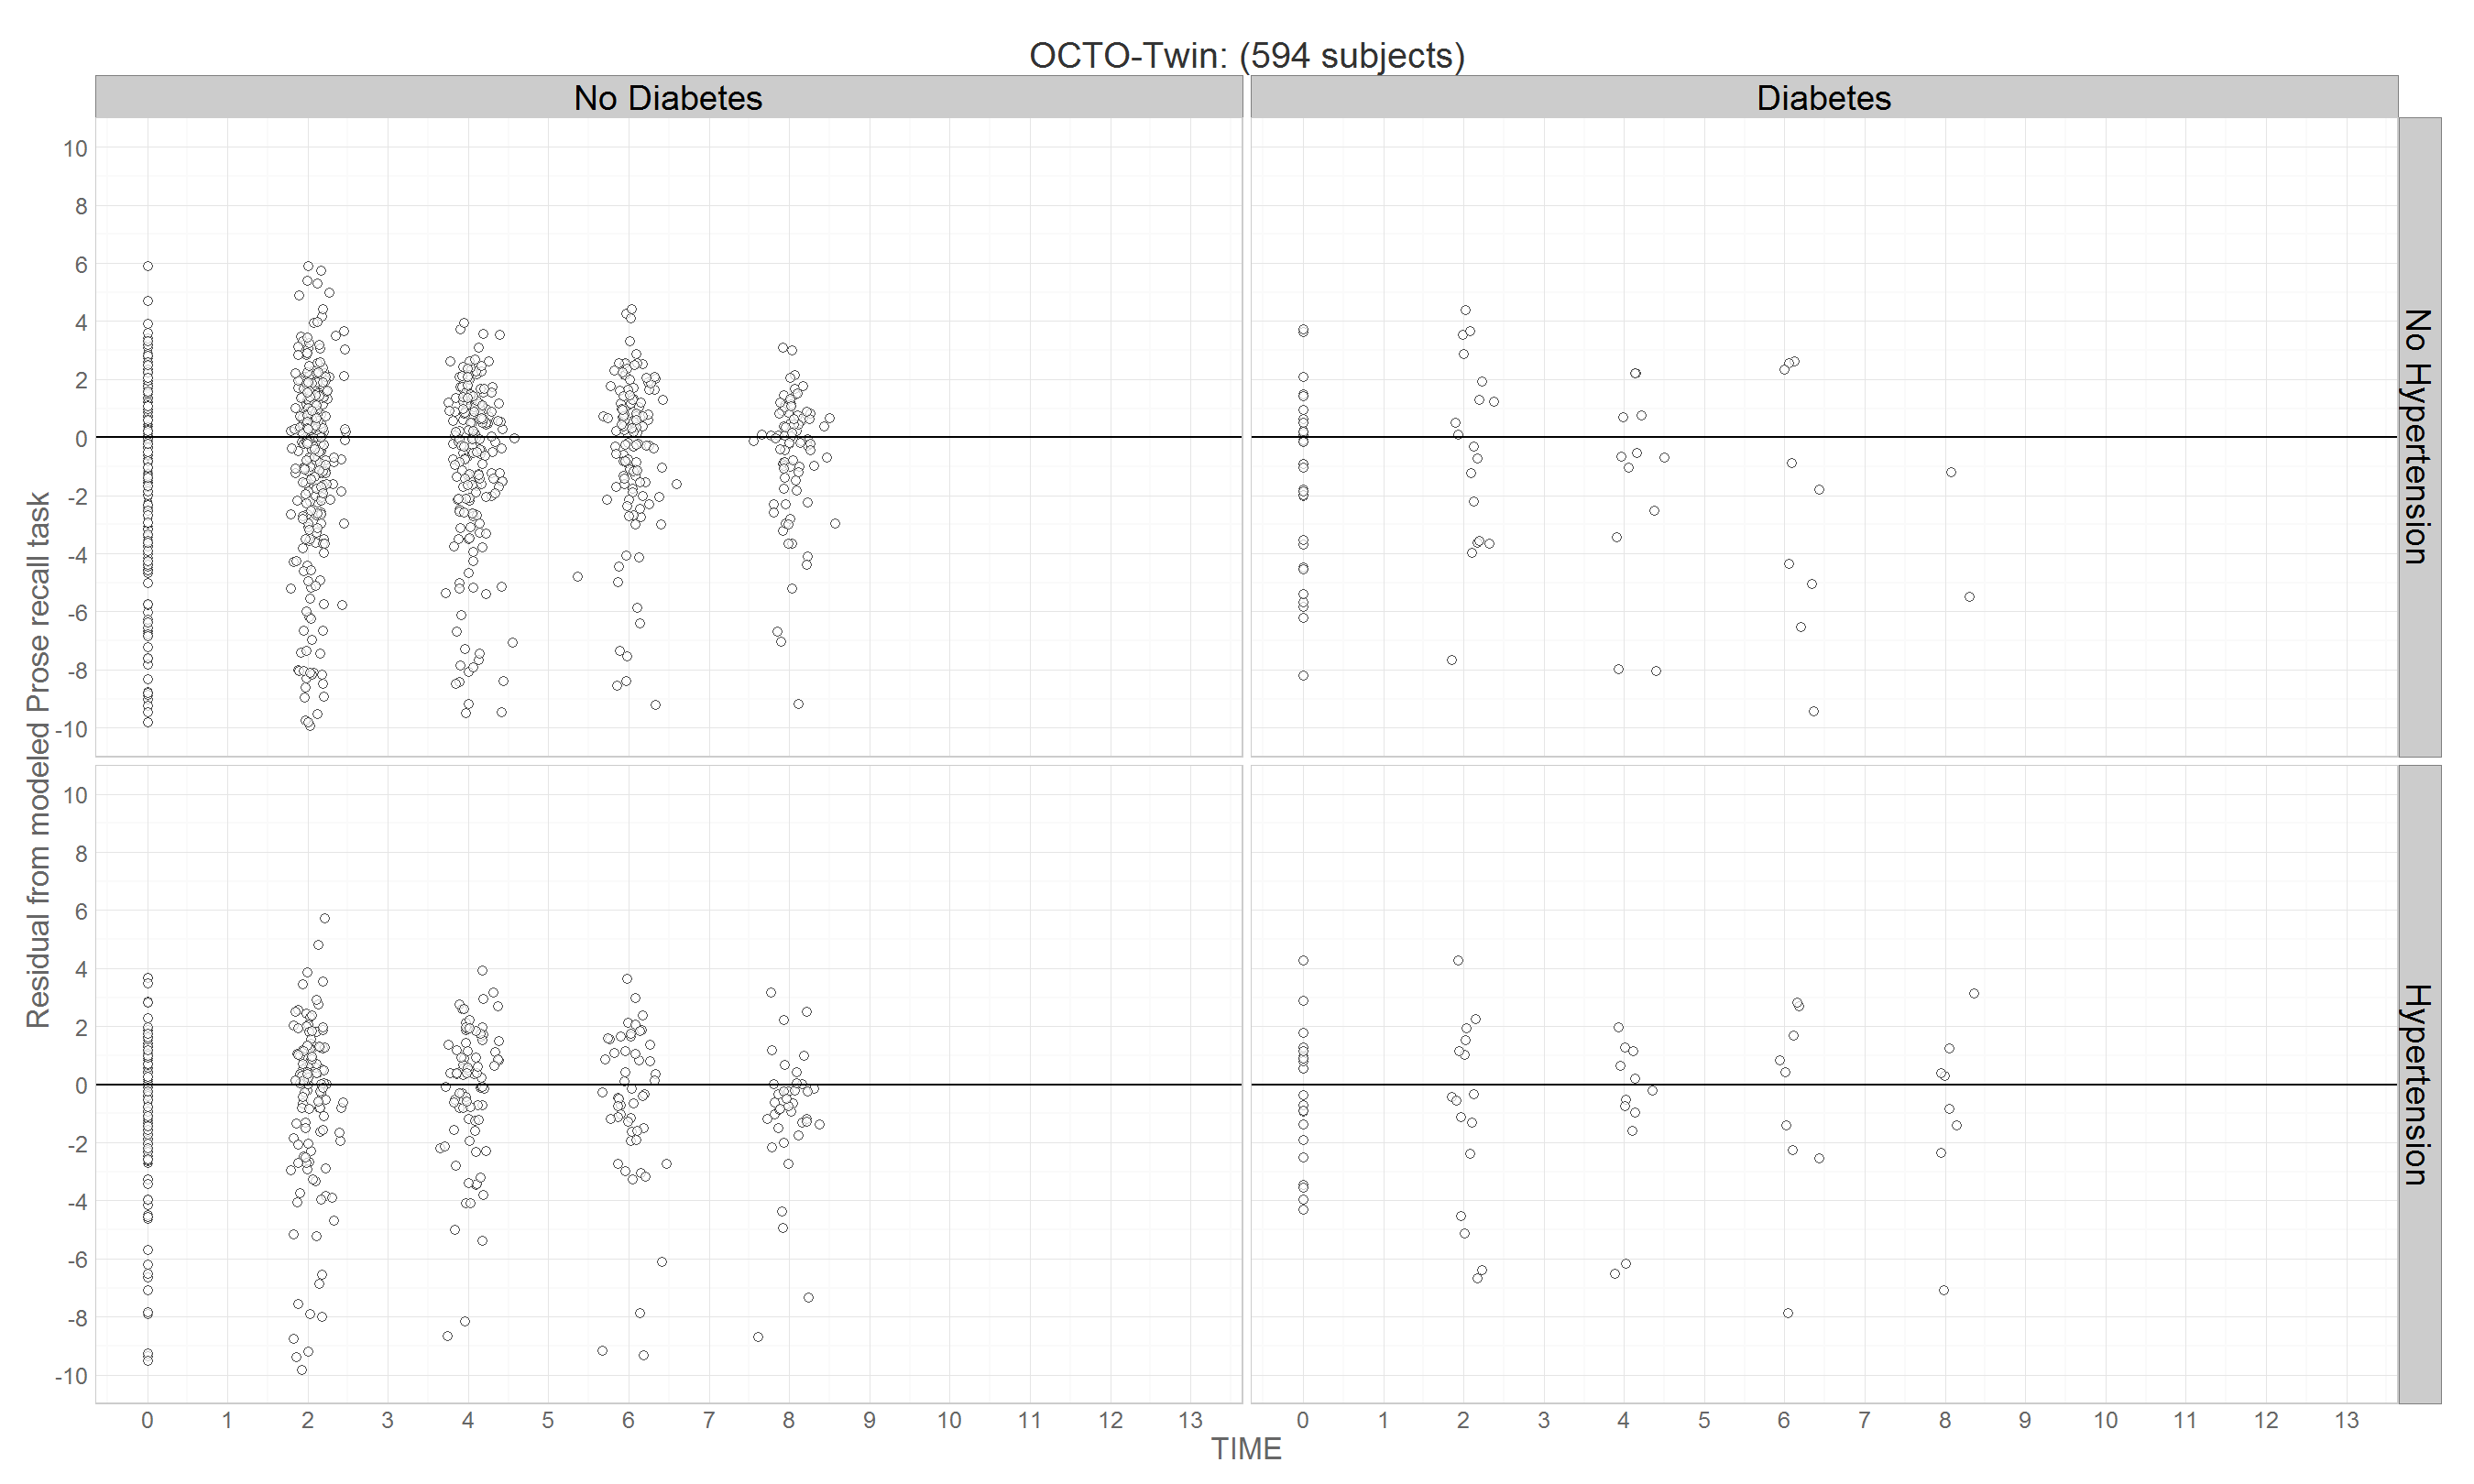 OCTO-Twin: (594 subjects)
No Diabetes
Diabetes
No Hypertension
Hypertension
Residual from modeled Prose recall task
10
8
6
4
2
0
-2
-4
-6
-8
-10
10
8
6
4
2
0
-2
-4
-6
-8
-10
0 1 2 3 4 5 6 7 8 9 10 11 12 13
0 1 2 3 4 5 6 7 8 9 10 11 12 13
TIME